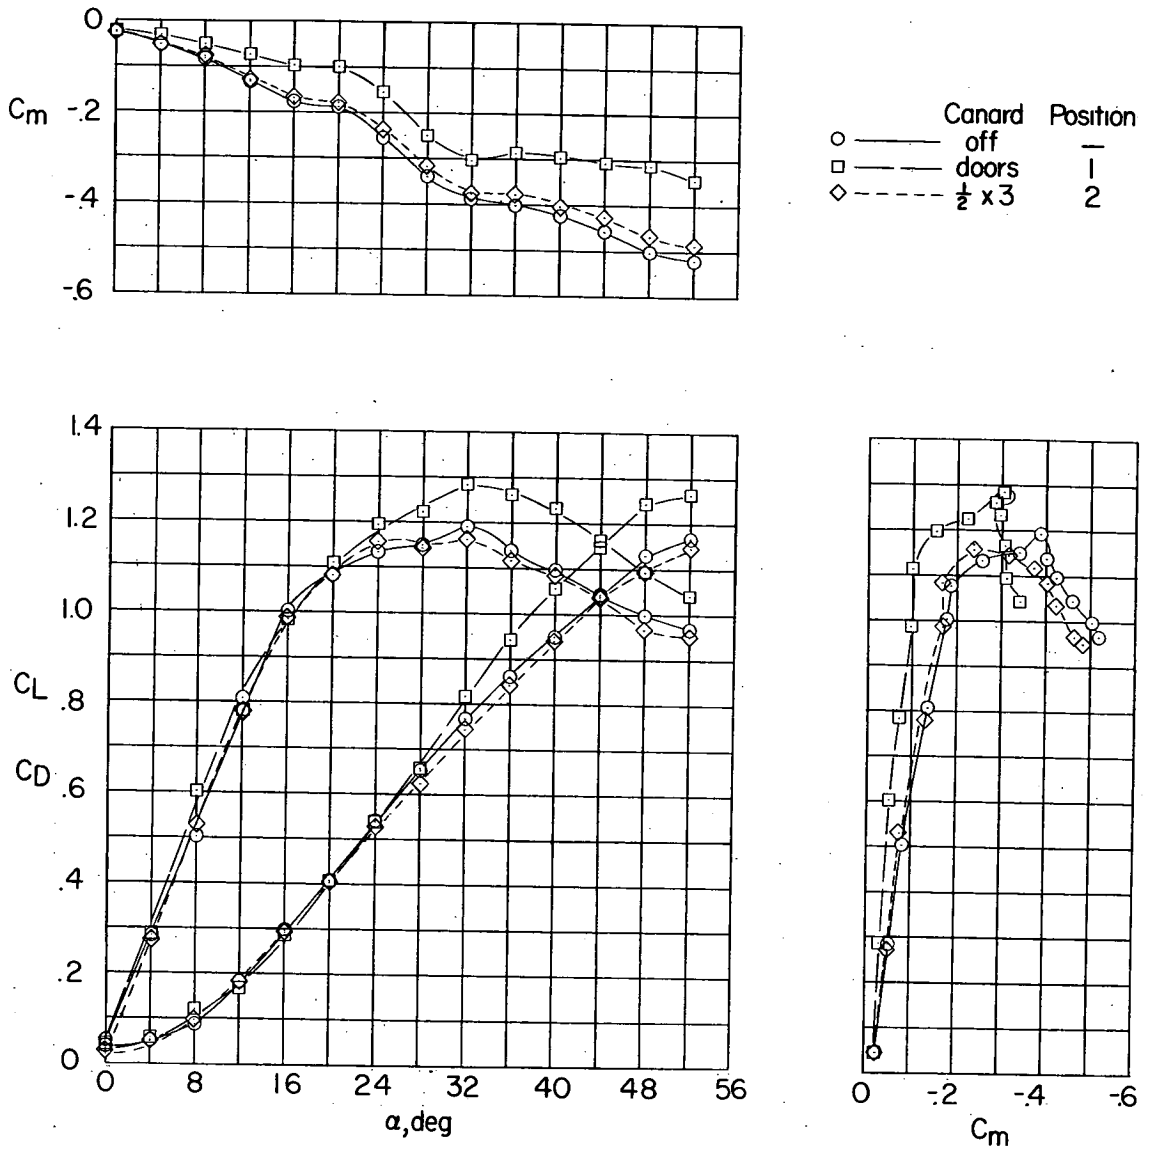 0
Cm
-.2
-.4
-.6
Canard Position
off —
doors 1
½ x 3 2
1.4
1.2
1.0
CL
.8
CD
.6
.4
.2
0
0 8 16 24 32 40 48 56
α, deg
0 -.2 -.4 -.6
Cm